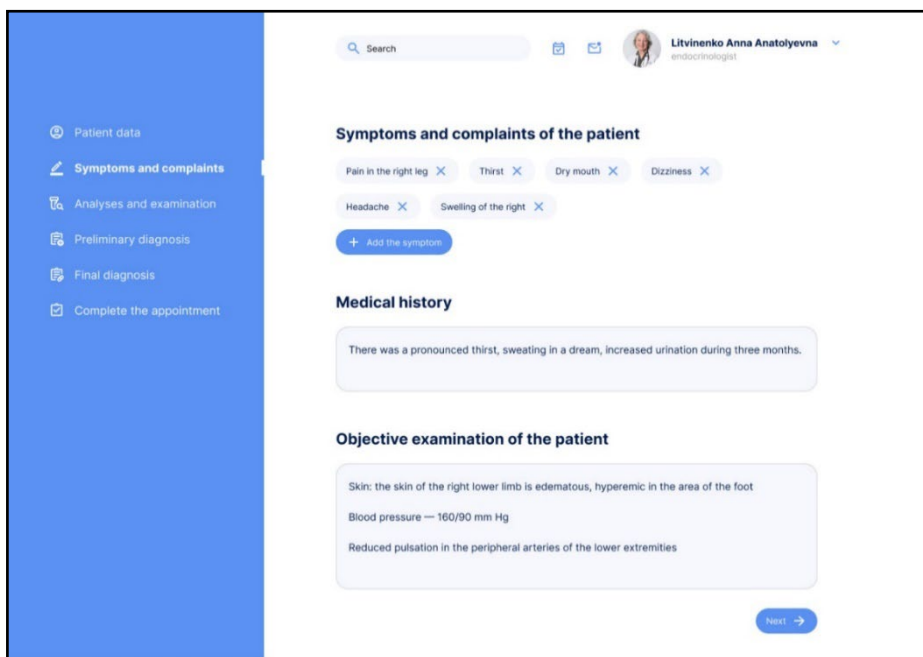 Search
Litvinenko Anna Anatolyevna
endocrinologist
Patient data
Symptoms and complaints
Analyses and examination
Preliminary diagnosis
Final diagnosis
Complete the appointment
Symptoms and complaints of the patient
Pain in the right leg × Thirst × Dry mouth × Dizziness ×
Headache × Swelling of the right ×
+ Add the symptom
Medical history
There was a pronounced thirst, sweating in a dream, increased urination during three months.
Objective examination of the patient
Skin: the skin of the right lower limb is edematous, hyperemic in the area of the foot
Blood pressure — 160/90 mm Hg
Reduced pulsation in the peripheral arteries of the lower extremities
Next →